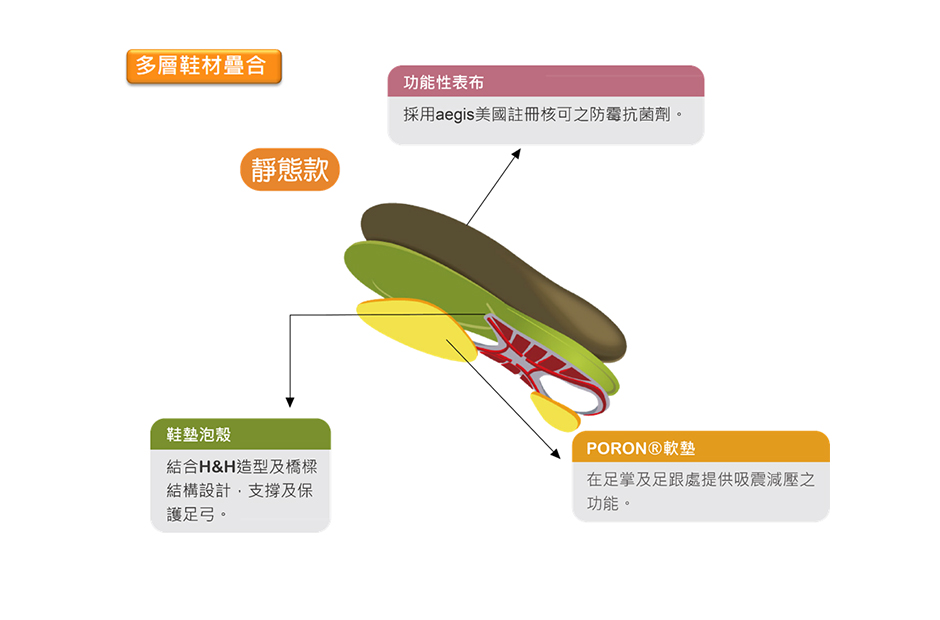 多層鞋材疊合
功能性表布
採用aegis美國註冊核可之防霉抗菌劑。
靜態款
鞋墊泡殼
結合H&H造型及橋樑
結構設計，支撐及保
護足弓。
PORON®軟墊
在足掌及足跟處提供吸震減壓之
功能。